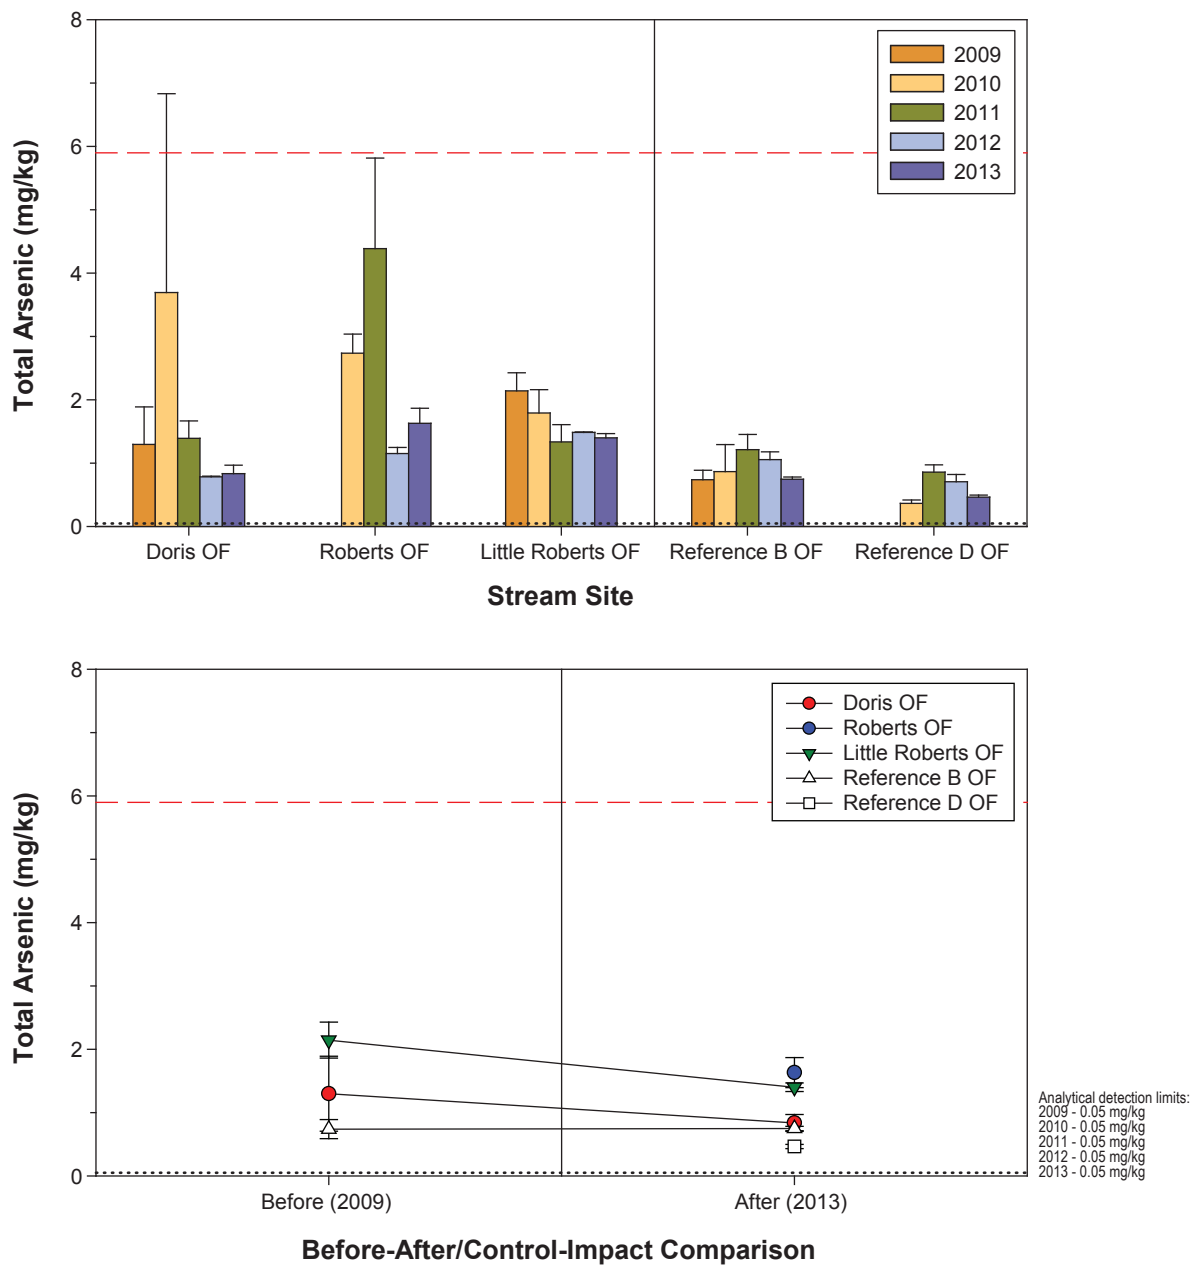 8
6
4
2
0
Total Arsenic (mg/kg)
2009
2010
2011
2012
2013
Doris OF
Roberts OF
Little Roberts OF
Reference B OF
Reference D OF
Stream Site
8
6
4
2
0
Total Arsenic (mg/kg)
Doris OF
Roberts OF
Little Roberts OF
Reference B OF
Reference D OF
Before (2009)
After (2013)
Before-After/Control-Impact Comparison
Analytical detection limits:
2009 - 0.05 mg/kg
2010 - 0.05 mg/kg
2011 - 0.05 mg/kg
2012 - 0.05 mg/kg
2013 - 0.05 mg/kg